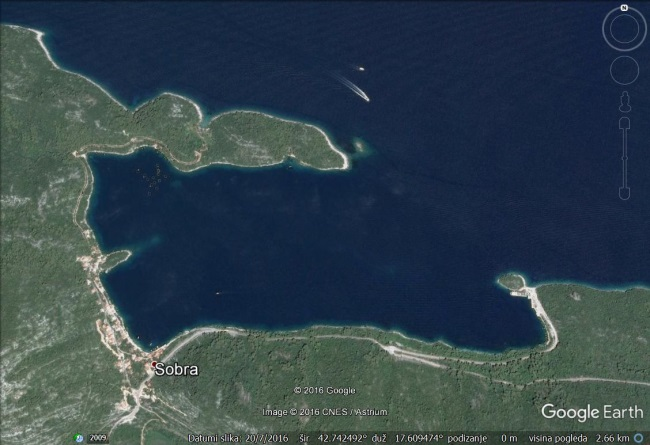 N
Sobra
© 2016 Google
Image © 2016 CNES / Astrium
Google Earth
2009 Datumi slika: 20/7/2016 šir 42.742492° duž 17.609474° podizanje 0 m visina pogleda 2.66 km